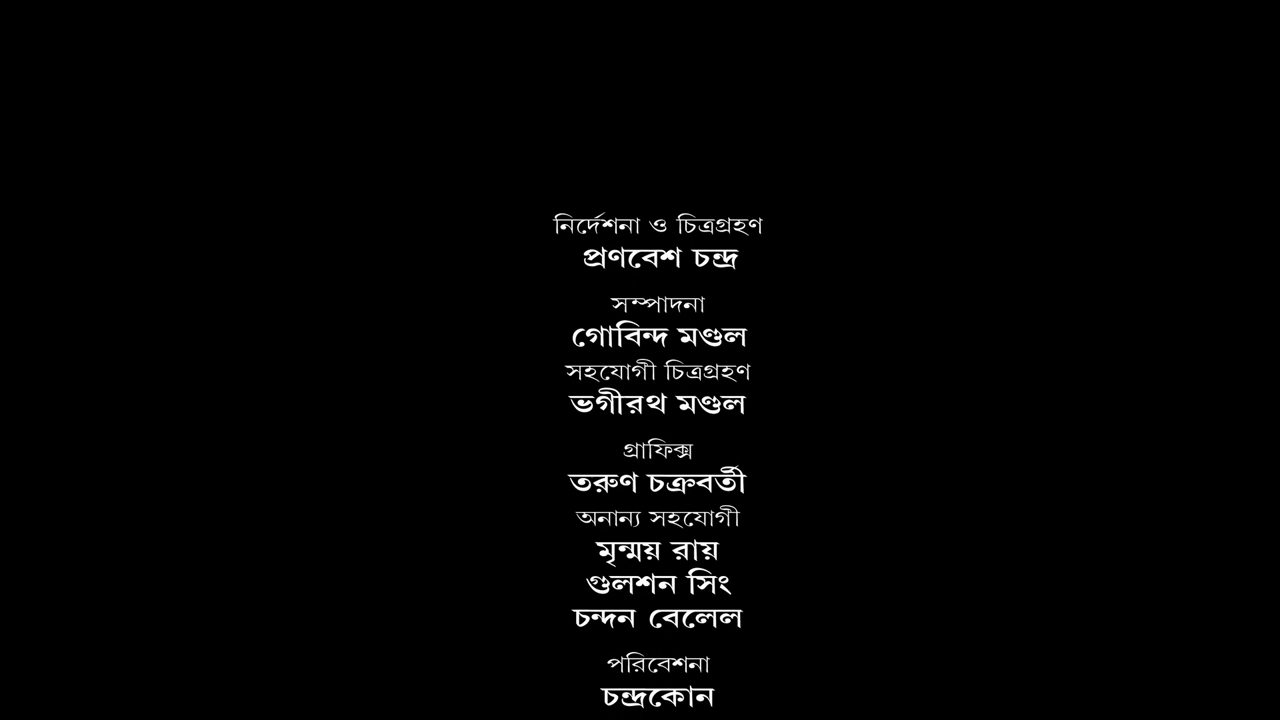 নির্দেশনা ও চিত্রগ্রহণ
প্রণবেশ চন্দ্র
সম্পাদনা
গোবিন্দ মণ্ডল
সহযোগী চিত্রগ্রহণ
ভগীরথ মণ্ডল
গ্রাফিক্স
তরুণ চক্রবর্তী
অনান্য সহযোগী
মৃন্ময় রায়
গুলশন সিং
চন্দন বেলেল
পরিবেশনা
চন্দ্রকোন